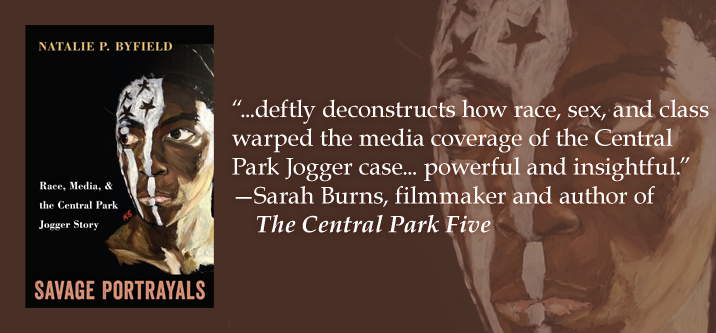 NATALIE P. BYFIELD
Race, Media, &
the Central Park
Jogger Story
SAVAGE PORTRAYALS
“...deftly deconstructs how race, sex, and class
warped the media coverage of the Central
Park Jogger case... powerful and insightful.”
—Sarah Burns, filmmaker and author of
The Central Park Five